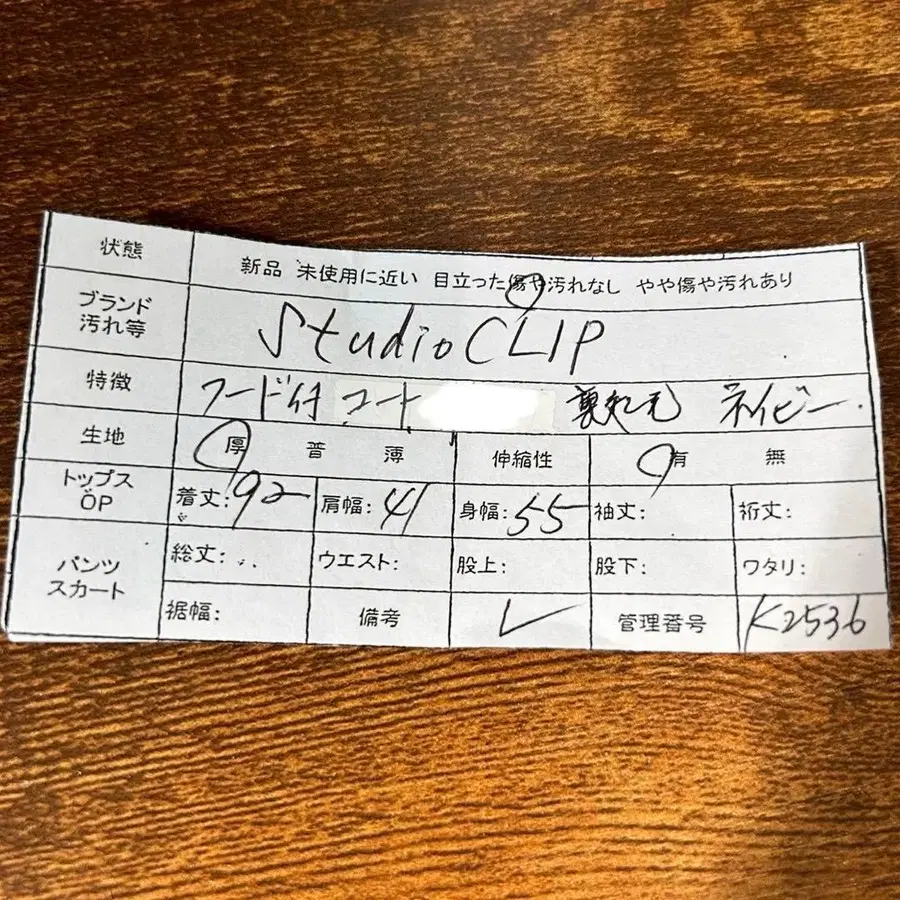 状態 新品 未使用に近い 目立った傷や汚れなし やや傷や汚れあり
ブランド 汚れ等 StudioCLIP
特徴 フード付 コート 裏起毛 ネイビー
生地 厚 普 薄 伸縮性 有 無
トップス OP 着丈:92 肩幅:41 身幅:55 袖丈: 裄丈:
パンツ スカート 総丈: ウエスト: 股上: 股下: ワタリ:
裾幅: 備考 管理番号 K2536